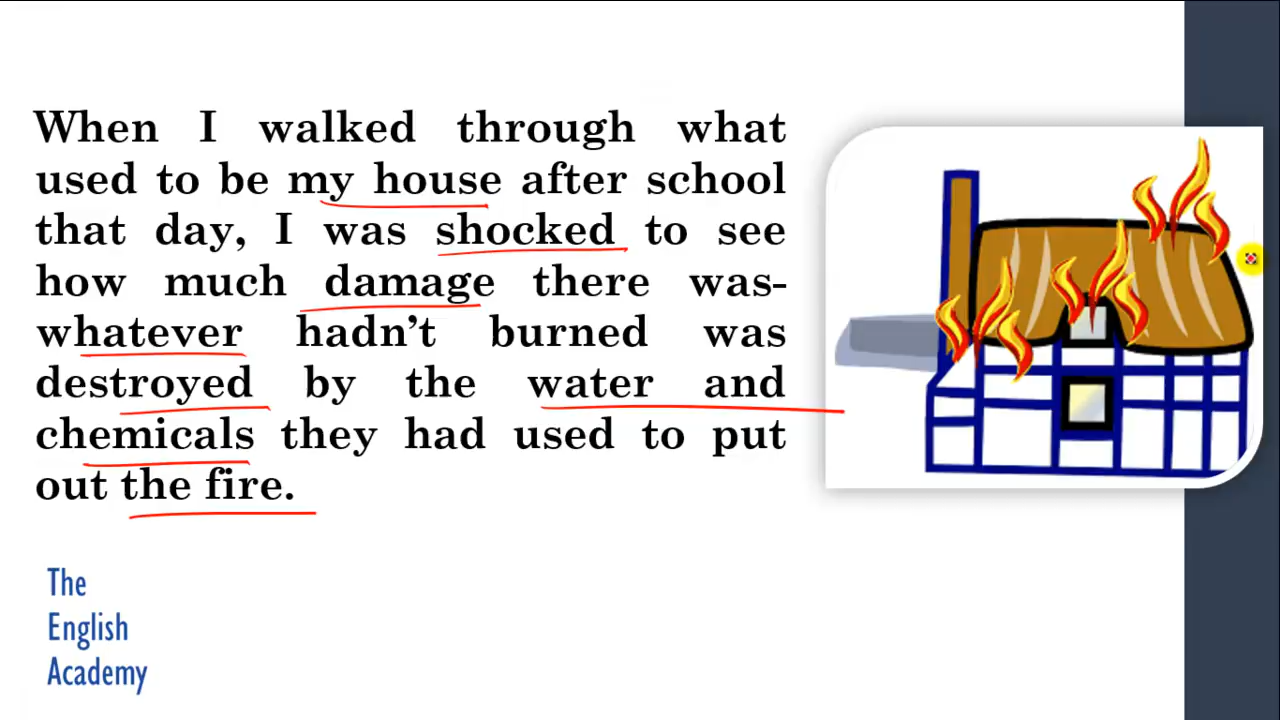 When I walked through what
used to be my house after school
that day, I was shocked to see
how much damage there was-
whatever hadn’t burned was
destroyed by the water and
chemicals they had used to put
out the fire.
The
English
Academy